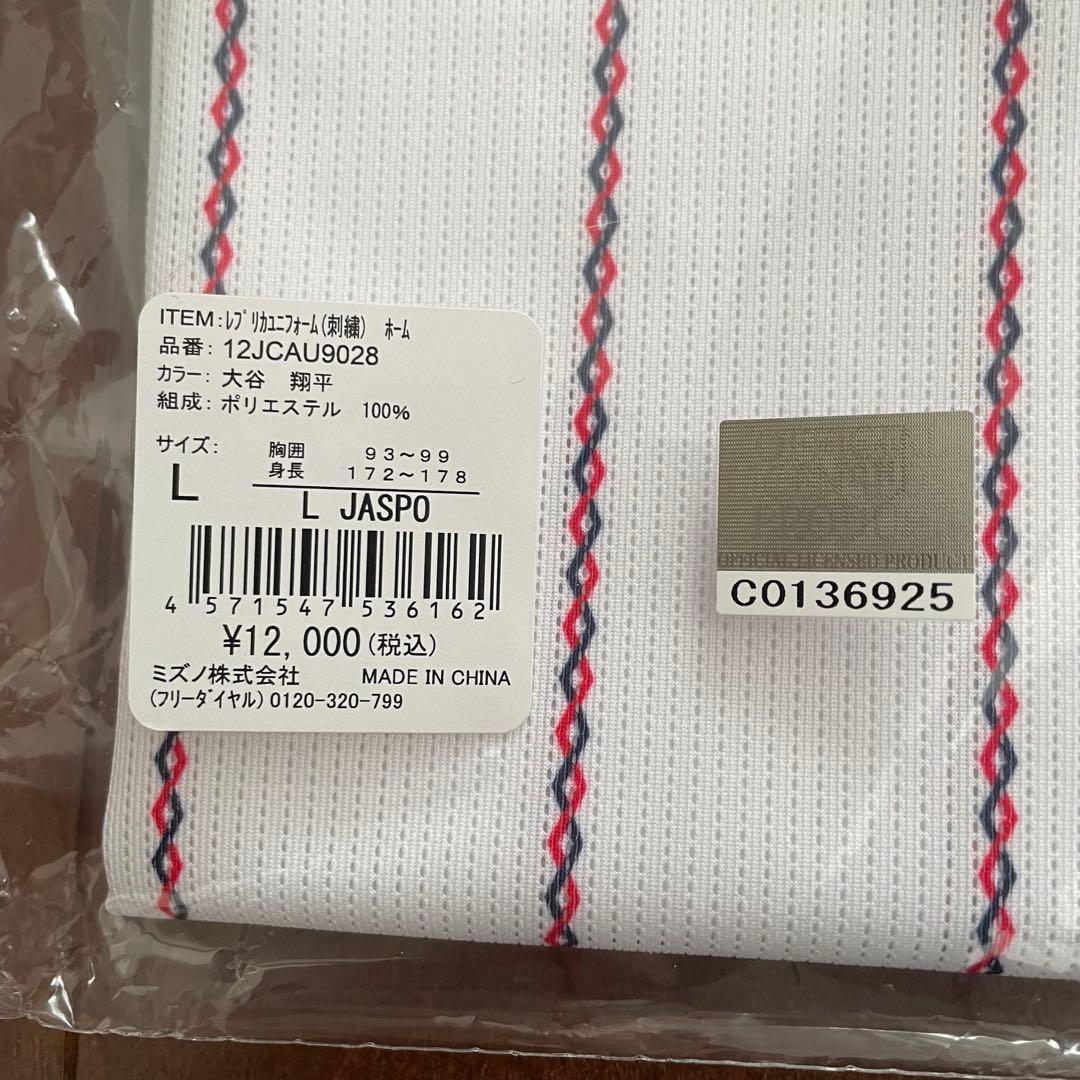 ITEM:ﾚﾌﾟﾘｶﾕﾆﾌｫｰﾑ(刺繍) ﾎｰﾑ
品番: 12JCAU9028
カラー: 大谷 翔平
組成: ポリエステル 100%
サイズ: 胸囲 93～99
身長 172～178
L
L JASPO
4 571547 536162
¥12,000(税込)
ミズノ株式会社 MADE IN CHINA
(ﾌﾘｰﾀﾞｲﾔﾙ) 0120-320-799
OFFICIAL LICENSED PRODUCT
C0136925